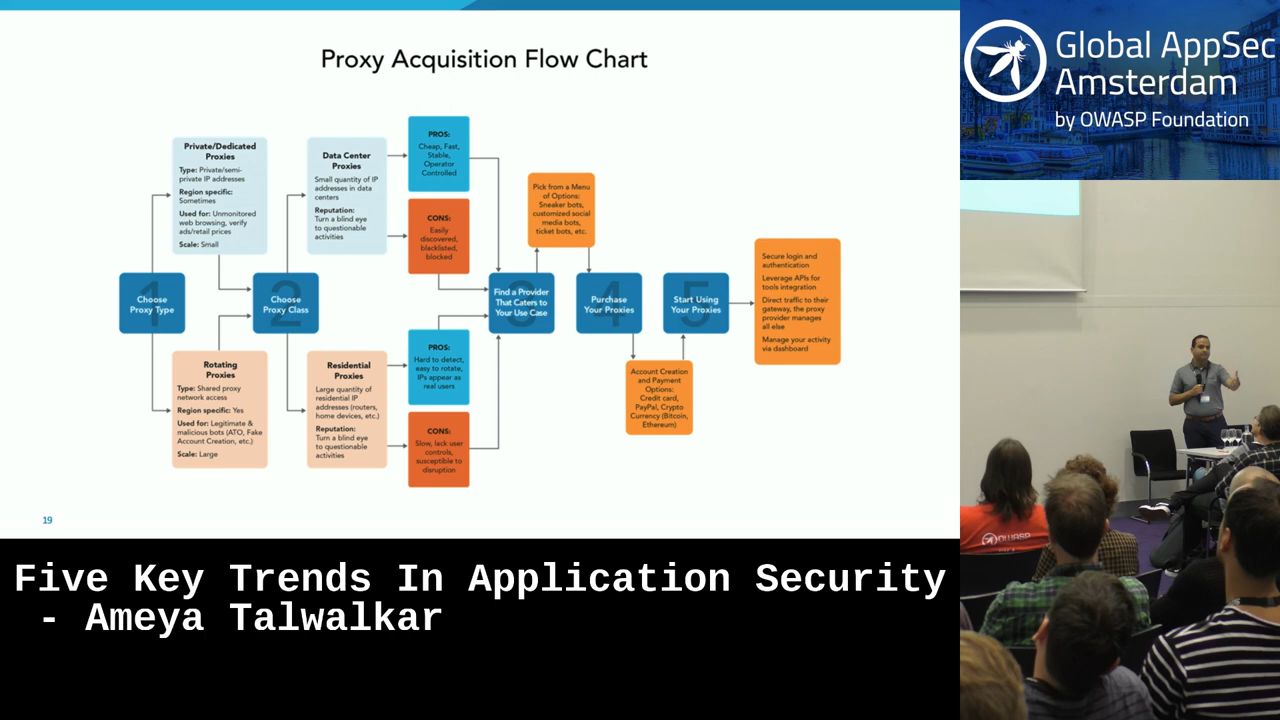 Proxy Acquisition Flow Chart
Private/Dedicated
Proxies
Type: Private/semi-
private IP addresses
Region specific:
Sometimes
Used for: Unmonitored
web browsing, verify
ads/retail prices
Scale: Small
Data Center
Proxies
Small quantity of IP
addresses in data
centers
Reputation:
Turn a blind eye
to questionable
activities
PROS:
Cheap, Fast,
Stable,
Operator
Controlled
CONS:
Easily
discovered,
blacklisted,
blocked
Pick from a Menu
of Options:
Sneaker bots,
customized social
media bots,
ticket bots, etc.
1
Choose
Proxy Type
2
Choose
Proxy Class
3
Find a Provider
That Caters to
Your Use Case
4
Purchase
Your Proxies
5
Start Using
Your Proxies
Secure login and
authentication
Leverage APIs for
tools integration
Direct traffic to their
gateway, the proxy
provider manages
all else
Manage your activity
via dashboard
Rotating
Proxies
Type: Shared proxy
network access
Region specific: Yes
Used for: Legitimate &
malicious bots (ATO, Fake
Account Creation, etc.)
Scale: Large
Residential
Proxies
Large quantity of
residential IP
addresses (routers,
home devices, etc.)
Reputation:
Turn a blind eye
to questionable
activities
PROS:
Hard to detect,
easy to rotate,
IPs appear as
real users
CONS:
Slow, lack user
controls,
susceptible to
disruption
Account Creation
and Payment
Options:
Credit card,
PayPal, Crypto
Currency (Bitcoin,
Ethereum)
19
Global AppSec
Amsterdam
by OWASP Foundation
OWASP
Five Key Trends In Application Security
- Ameya Talwalkar